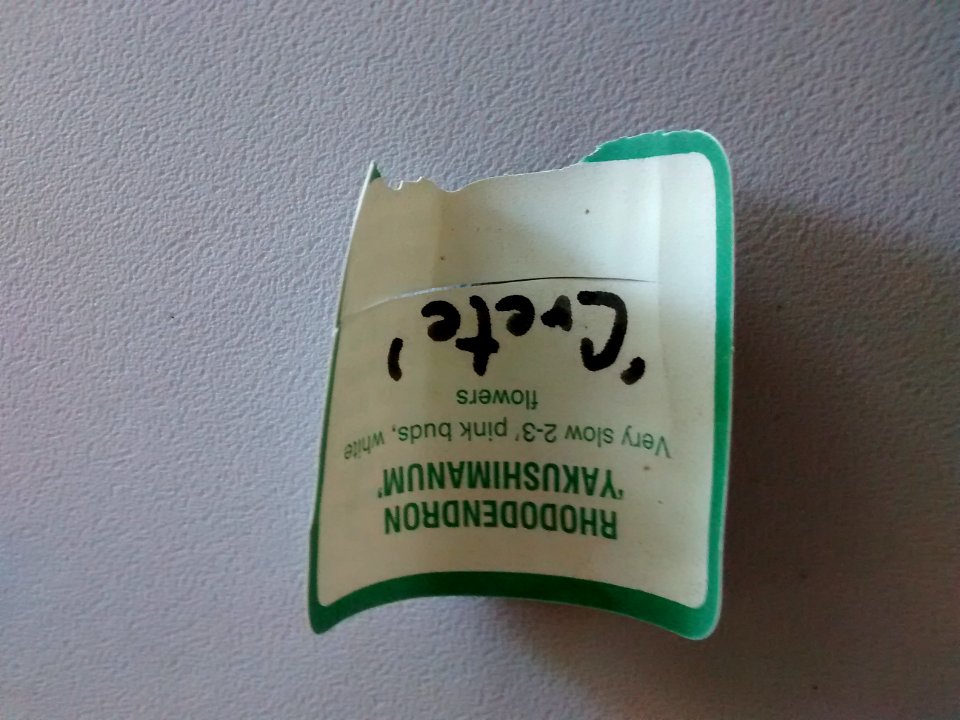 RHODODENDRON
'YAKUSHIMANUM'
Very slow 2-3' pink buds, white
flowers
'Crete'